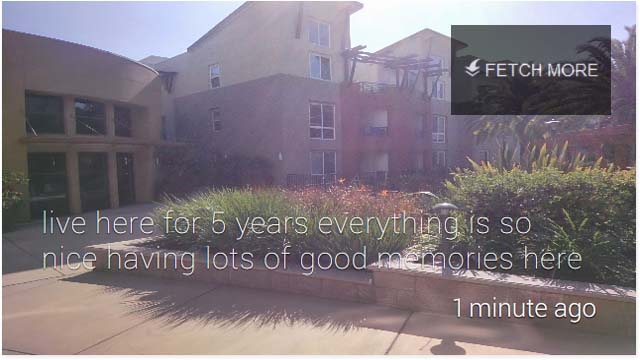 FETCH MORE
live here for 5 years everything is so
nice having lots of good memories here
1 minute ago